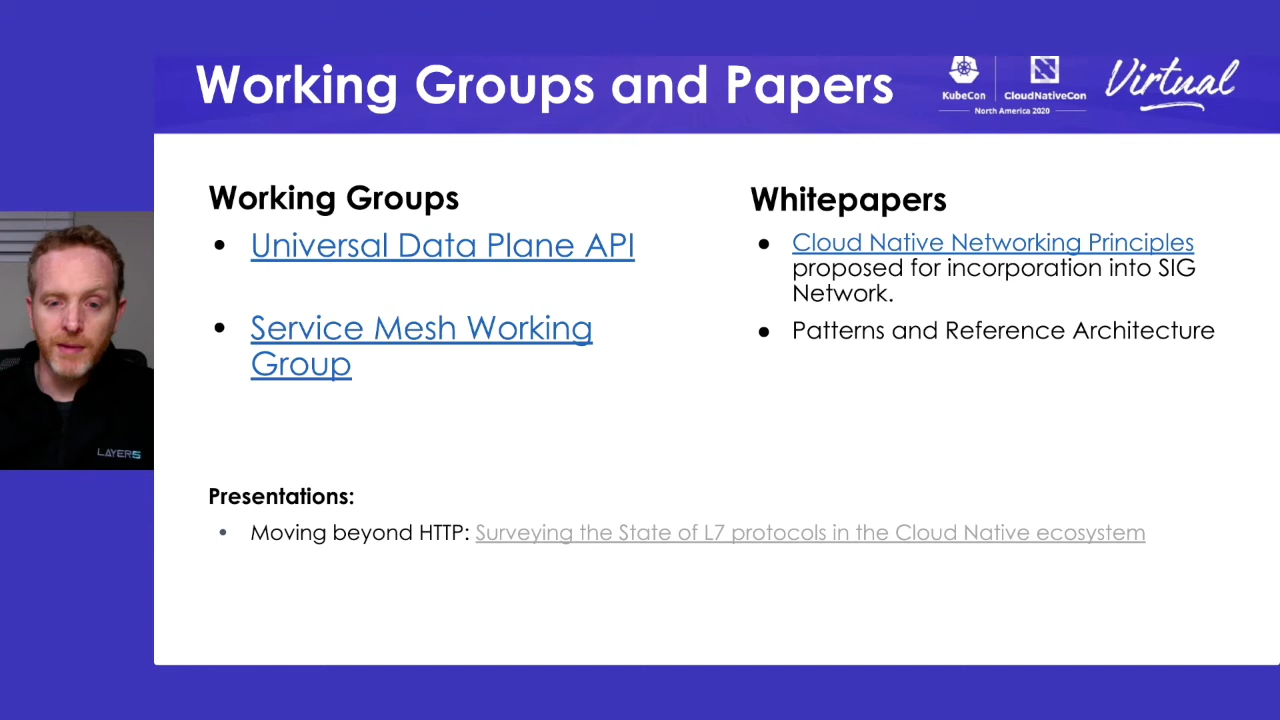 Working Groups and Papers
KubeCon
CloudNativeCon
North America 2020
Virtual
Working Groups
• Universal Data Plane API
• Service Mesh Working
Group
Whitepapers
• Cloud Native Networking Principles
proposed for incorporation into SIG
Network.
• Patterns and Reference Architecture
LAYER5
Presentations:
• Moving beyond HTTP: Surveying the State of L7 protocols in the Cloud Native ecosystem